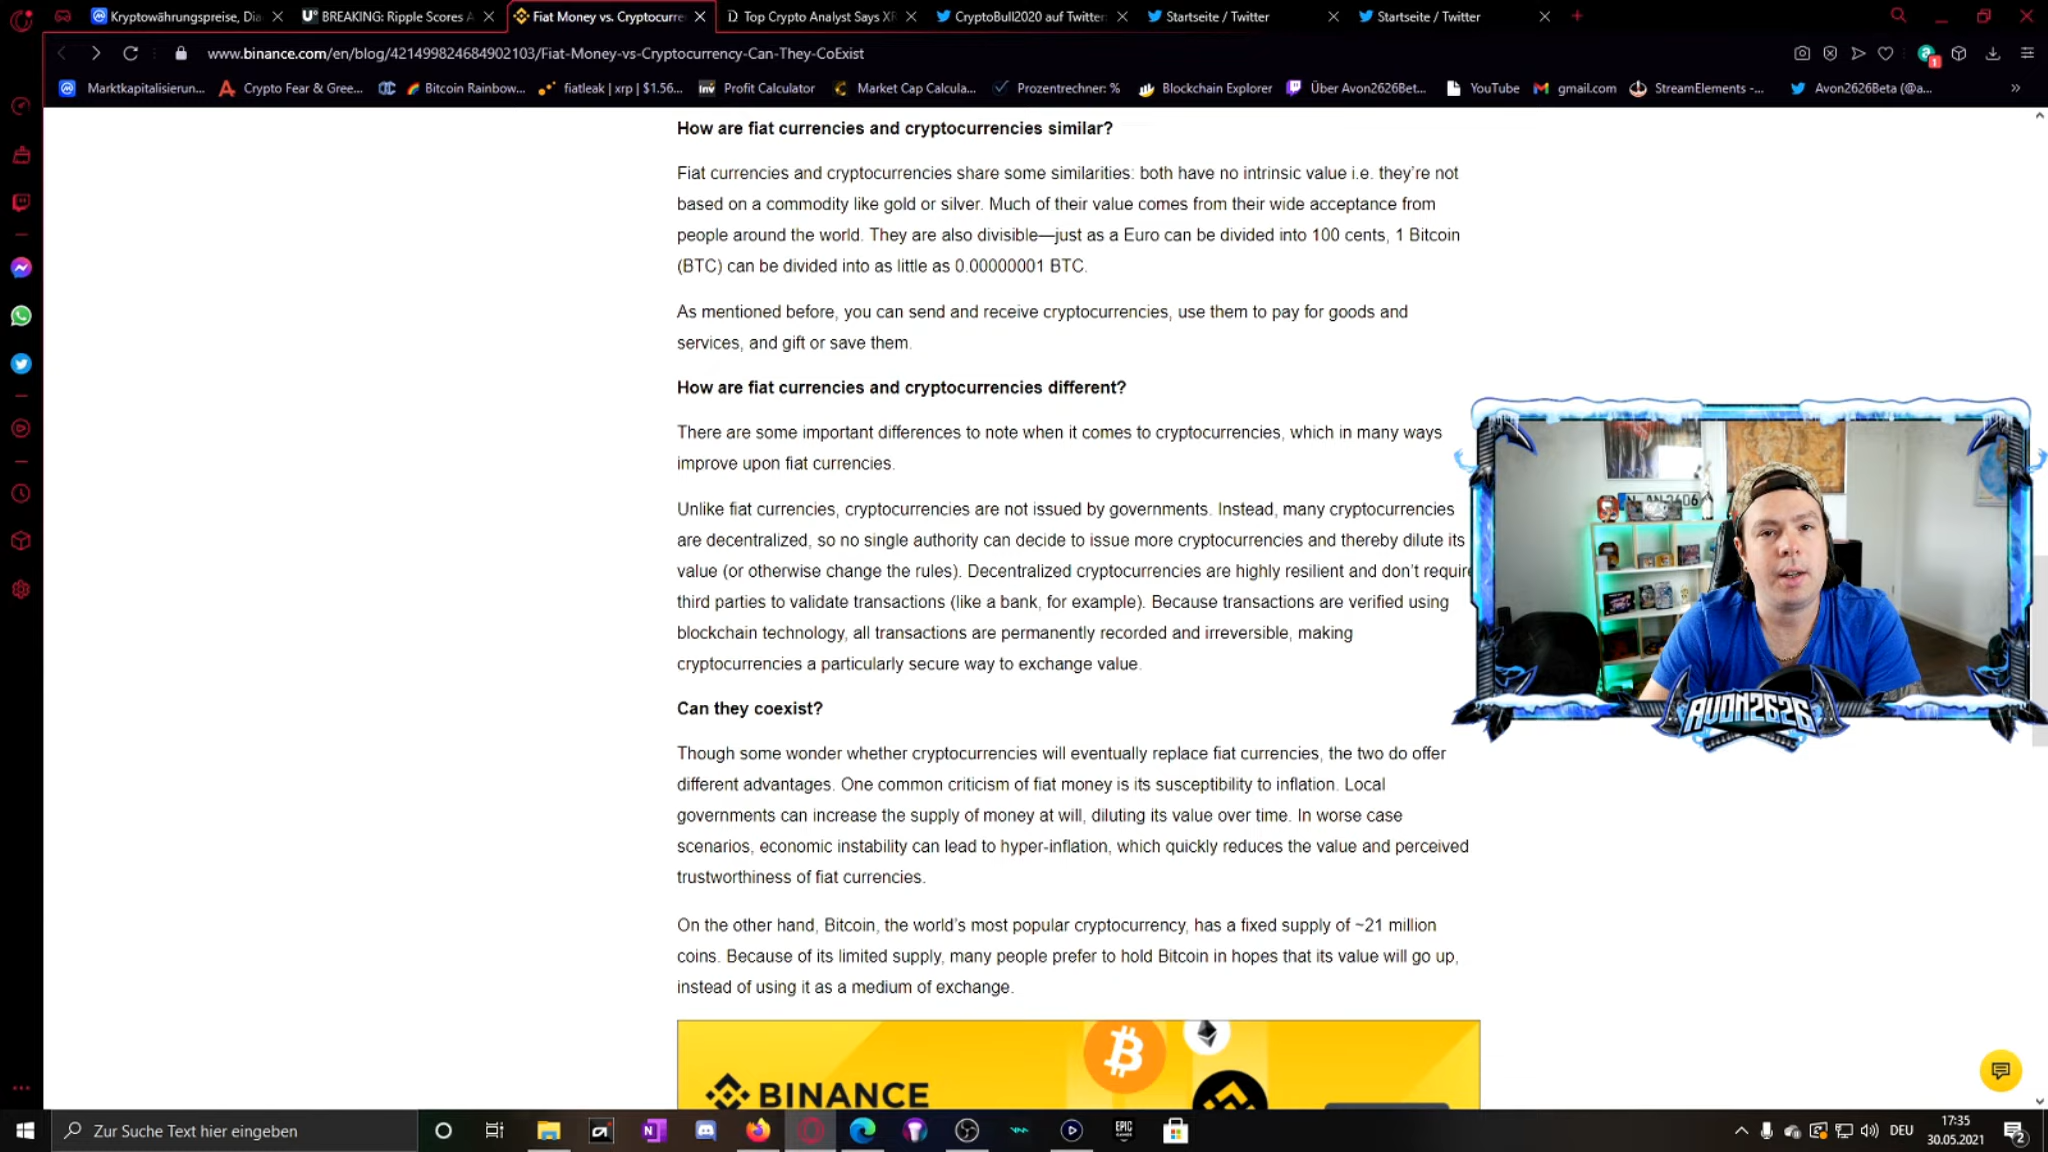 Kryptowährungspreise, Dia
BREAKING: Ripple Scores A
Fiat Money vs. Cryptocurre
Top Crypto Analyst Says XR
CryptoBull2020 auf Twitter:
Startseite / Twitter
Startseite / Twitter
www.binance.com/en/blog/421499824684902103/Fiat-Money-vs-Cryptocurrency-Can-They-CoExist
Marktkapitalisierun...
Crypto Fear & Gree...
Bitcoin Rainbow...
fiatleak | xrp | $1.56...
Inv Profit Calculator
Market Cap Calcula...
Prozentrechner: %
Blockchain Explorer
Über Avon2626Bet...
YouTube
gmail.com
StreamElements -...
Avon2626Beta (@a...
How are fiat currencies and cryptocurrencies similar?
Fiat currencies and cryptocurrencies share some similarities: both have no intrinsic value i.e. they're not
based on a commodity like gold or silver. Much of their value comes from their wide acceptance from
people around the world. They are also divisible—just as a Euro can be divided into 100 cents, 1 Bitcoin
(BTC) can be divided into as little as 0.00000001 BTC.
As mentioned before, you can send and receive cryptocurrencies, use them to pay for goods and
services, and gift or save them.
How are fiat currencies and cryptocurrencies different?
There are some important differences to note when it comes to cryptocurrencies, which in many ways
improve upon fiat currencies.
Unlike fiat currencies, cryptocurrencies are not issued by governments. Instead, many cryptocurrencies
are decentralized, so no single authority can decide to issue more cryptocurrencies and thereby dilute its
value (or otherwise change the rules). Decentralized cryptocurrencies are highly resilient and don't require
third parties to validate transactions (like a bank, for example). Because transactions are verified using
blockchain technology, all transactions are permanently recorded and irreversible, making
cryptocurrencies a particularly secure way to exchange value.
Can they coexist?
Though some wonder whether cryptocurrencies will eventually replace fiat currencies, the two do offer
different advantages. One common criticism of fiat money is its susceptibility to inflation. Local
governments can increase the supply of money at will, diluting its value over time. In worse case
scenarios, economic instability can lead to hyper-inflation, which quickly reduces the value and perceived
trustworthiness of fiat currencies.
On the other hand, Bitcoin, the world's most popular cryptocurrency, has a fixed supply of ~21 million
coins. Because of its limited supply, many people prefer to hold Bitcoin in hopes that its value will go up,
instead of using it as a medium of exchange.
AVON2626
BINANCE
Zur Suche Text hier eingeben
EPIC
DEU
17:35
30.05.2021
2